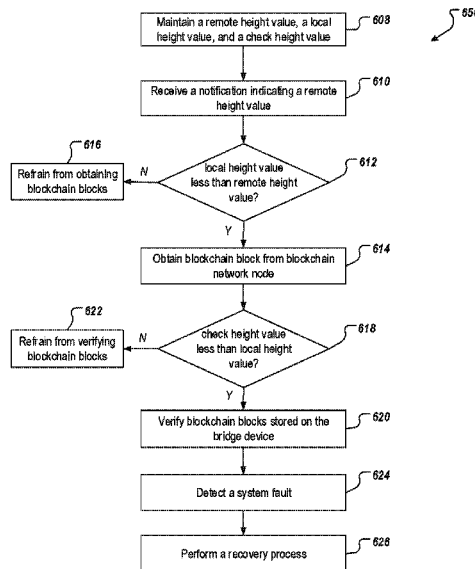 Maintain a remote height value, a local
height value, and a check height value
608
650
Receive a notification indicating a remote
height value
610
616
Refrain from obtaining
blockchain blocks
N
local height value
less than remote height
value?
612
Y
Obtain blockchain block from blockchain
network node
614
622
Refrain from verifying
blockchain blocks
N
check height value
less than local height
value?
618
Y
Verify blockchain blocks stored on the
bridge device
620
Detect a system fault
624
Perform a recovery process
626